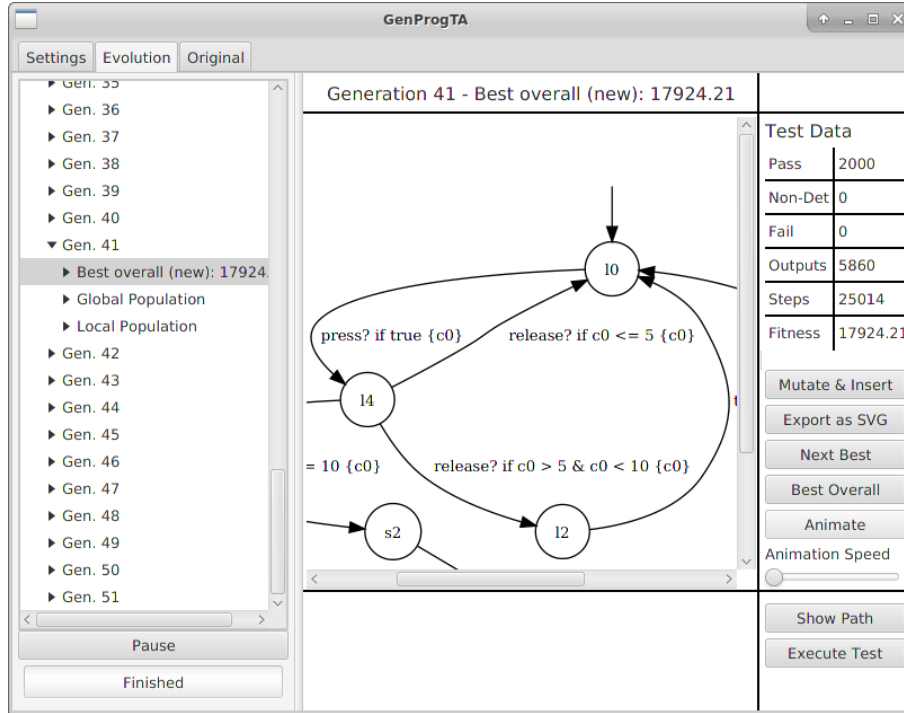 GenProgTA
Settings Evolution Original
Gen. 35
Gen. 36
Gen. 37
Gen. 38
Gen. 39
Gen. 40
Gen. 41
Best overall (new): 17924.
Global Population
Local Population
Gen. 42
Gen. 43
Gen. 44
Gen. 45
Gen. 46
Gen. 47
Gen. 48
Gen. 49
Gen. 50
Gen. 51
Pause
Finished
Generation 41 - Best overall (new): 17924.21
l0
press? if true {c0}
release? if c0 <= 5 {c0}
l4
= 10 {c0}
release? if c0 > 5 & c0 < 10 {c0}
s2
l2
Test Data
Pass 2000
Non-Det 0
Fail 0
Outputs 5860
Steps 25014
Fitness 17924.21
Mutate & Insert
Export as SVG
Next Best
Best Overall
Animate
Animation Speed
Show Path
Execute Test